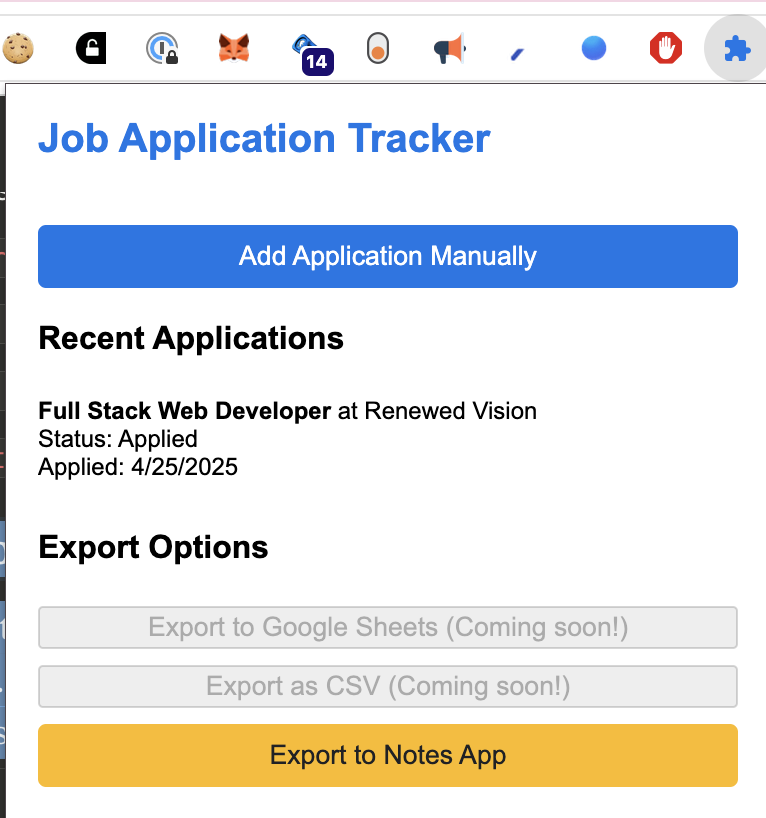 14
Job Application Tracker
Add Application Manually
Recent Applications
Full Stack Web Developer at Renewed Vision
Status: Applied
Applied: 4/25/2025
Export Options
Export to Google Sheets (Coming soon!)
Export as CSV (Coming soon!)
Export to Notes App